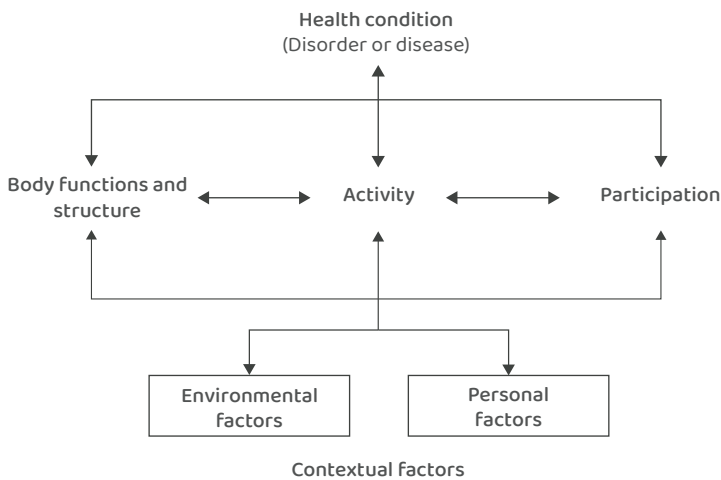 Health condition
(Disorder or disease)
Body functions and
structure
Activity
Participation
Environmental
factors
Personal
factors
Contextual factors